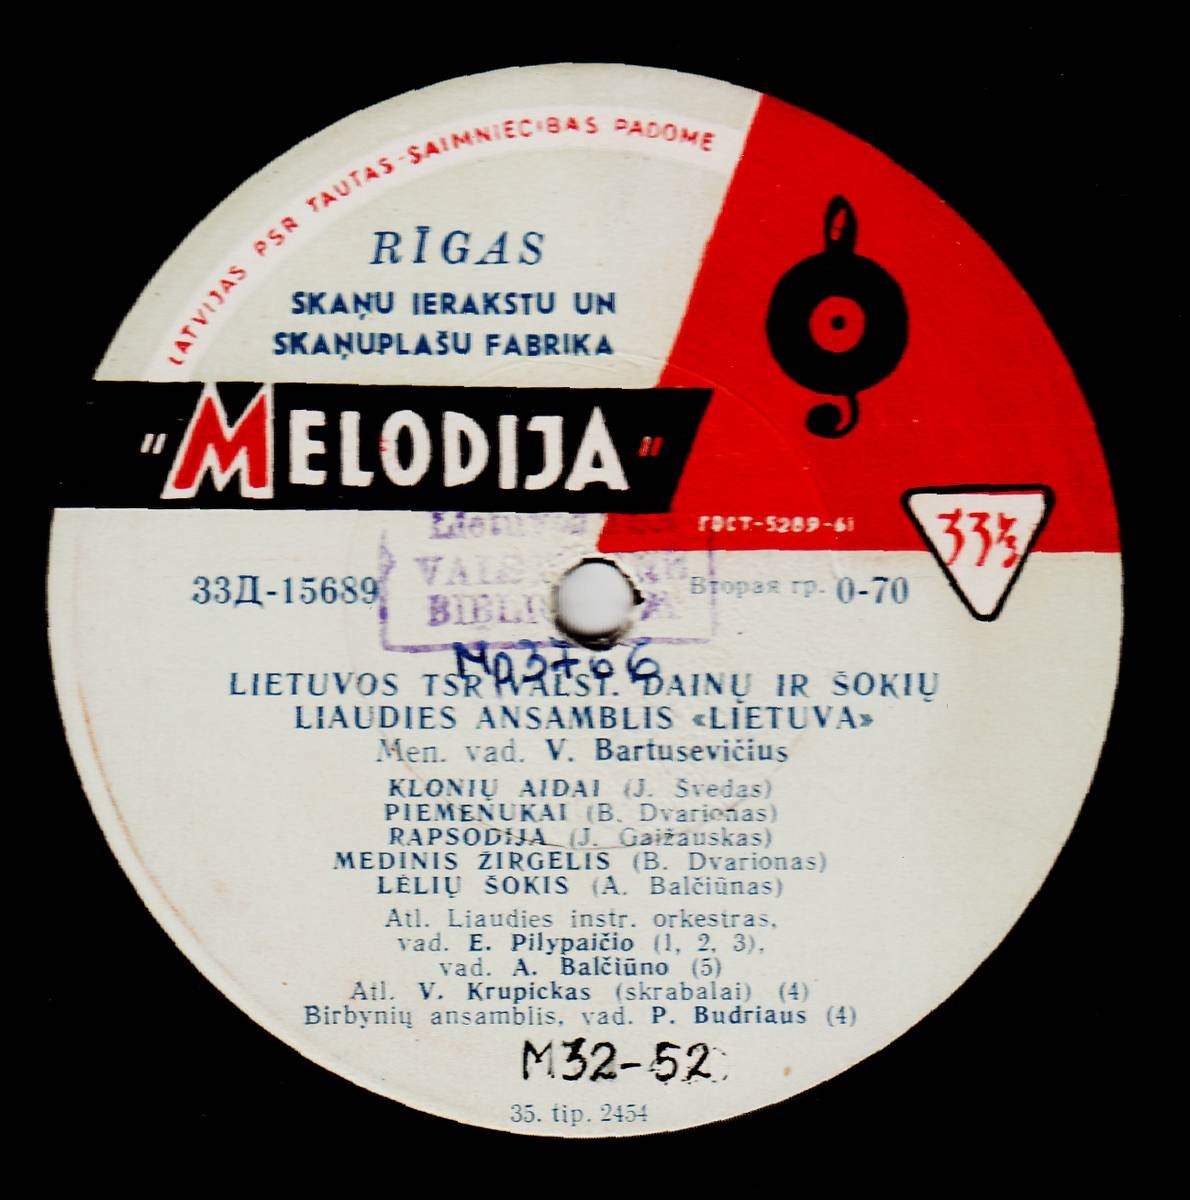 LATVIJAS PSR TAUTAS-SAIMNIECĪBAS PADOME
RĪGAS
SKAŅU IERAKSTU UN
SKAŅUPLAŠU FABRIKA
"MELODIJA"
ГОСТ-5289-61
33⅓
33Д-15689
Вторая гр. 0-70
Мр3766
LIETUVOS TSR VALST. DAINŲ IR ŠOKIŲ
LIAUDIES ANSAMBLIS «LIETUVA»
Men. vad. V. Bartusevičius
KLONIŲ AIDAI (J. Švedas)
PIEMENUKAI (B. Dvarionas)
RAPSODIJA (J. Gaižauskas)
MEDINIS ŽIRGELIS (B. Dvarionas)
LĖLIŲ ŠOKIS (A. Balčiūnas)
Atl. Liaudies instr. orkestras,
vad. E. Pilypaičio (1, 2, 3),
vad. A. Balčiūno (5)
Atl. V. Krupickas (skrabalai) (4)
Birbynių ansamblis, vad. P. Budriaus (4)
M32-52
35. tip. 2454